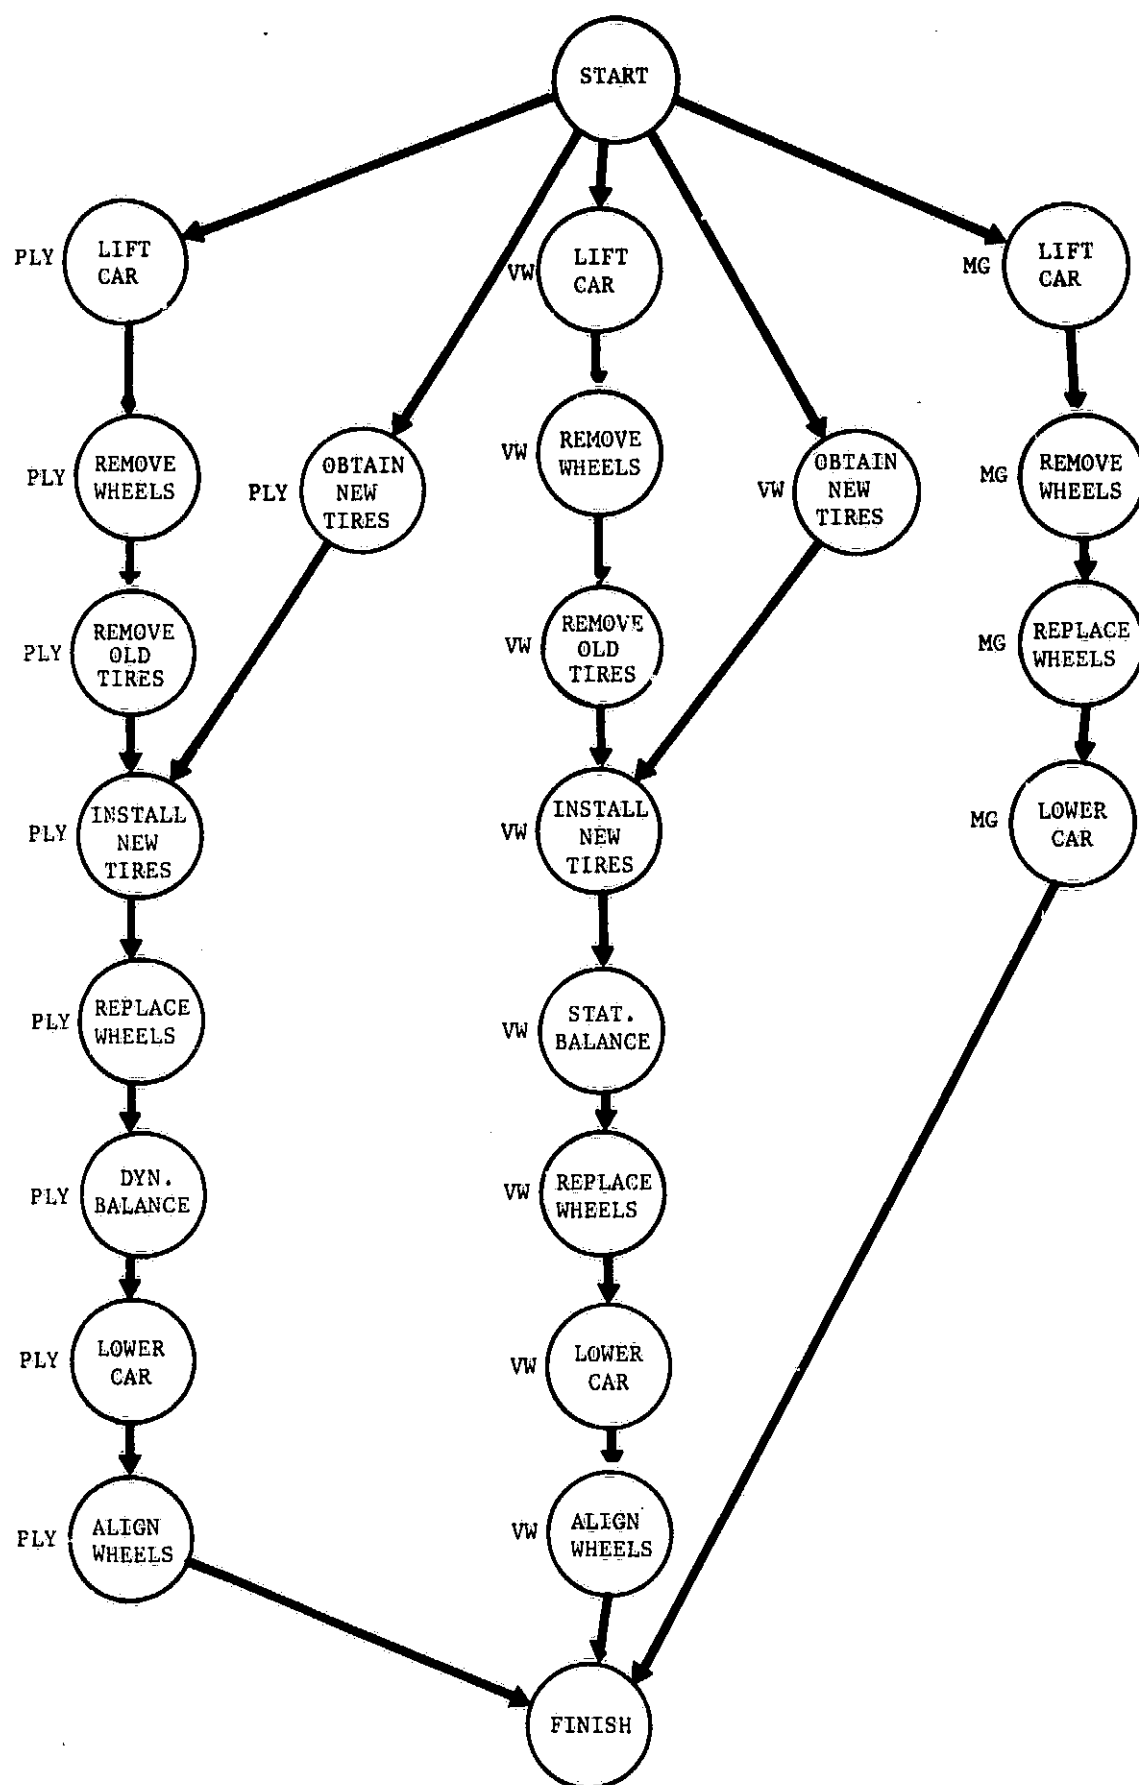 START
PLY
LIFT
CAR
VW
LIFT
CAR
MG
LIFT
CAR
PLY
REMOVE
WHEELS
PLY
OBTAIN
NEW
TIRES
VW
REMOVE
WHEELS
VW
OBTAIN
NEW
TIRES
MG
REMOVE
WHEELS
PLY
REMOVE
OLD
TIRES
VW
REMOVE
OLD
TIRES
MG
REPLACE
WHEELS
PLY
INSTALL
NEW
TIRES
VW
INSTALL
NEW
TIRES
MG
LOWER
CAR
PLY
REPLACE
WHEELS
VW
STAT.
BALANCE
PLY
DYN.
BALANCE
VW
REPLACE
WHEELS
PLY
LOWER
CAR
VW
LOWER
CAR
PLY
ALIGN
WHEELS
VW
ALIGN
WHEELS
FINISH